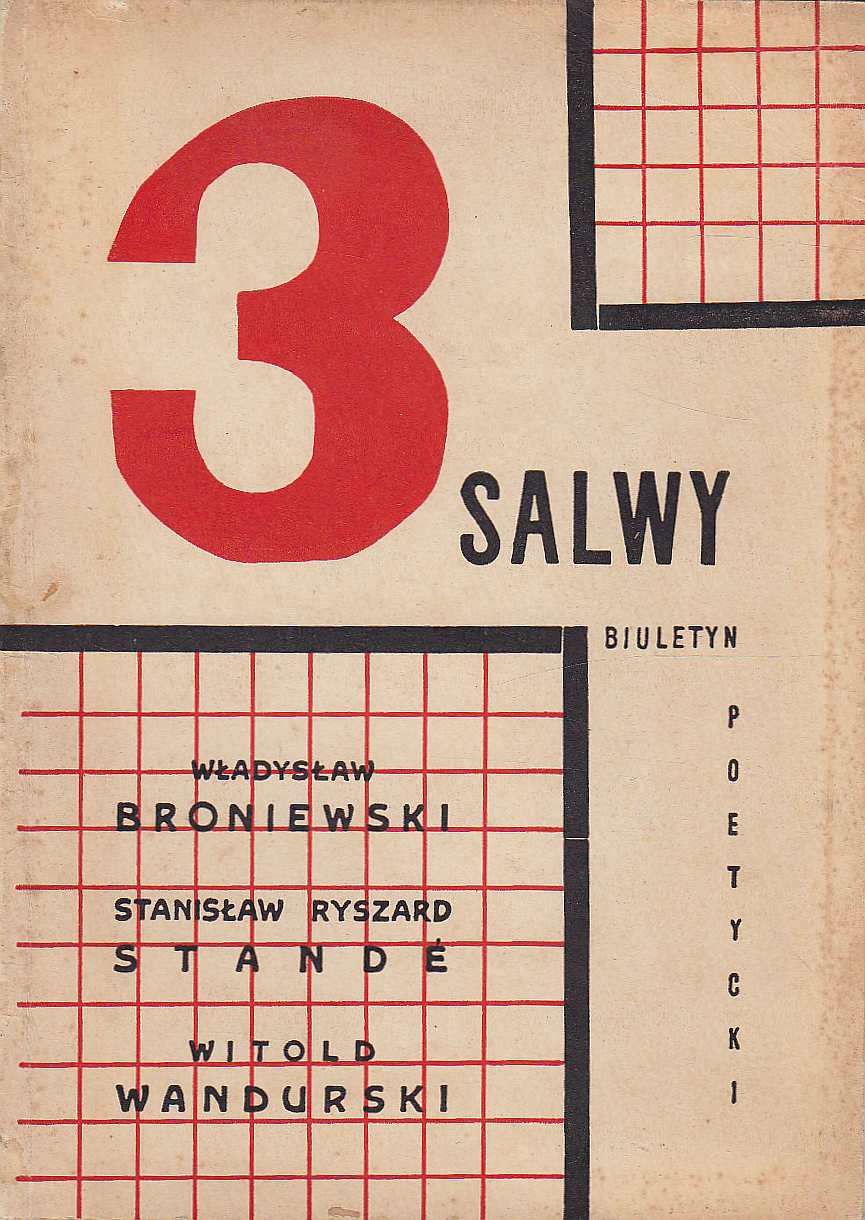 3
SALWY
BIULETYN
POETYCKI
WŁADYSŁAW
BRONIEWSKI
STANISŁAW RYSZARD
STANDÉ
WITOLD
WANDURSKI